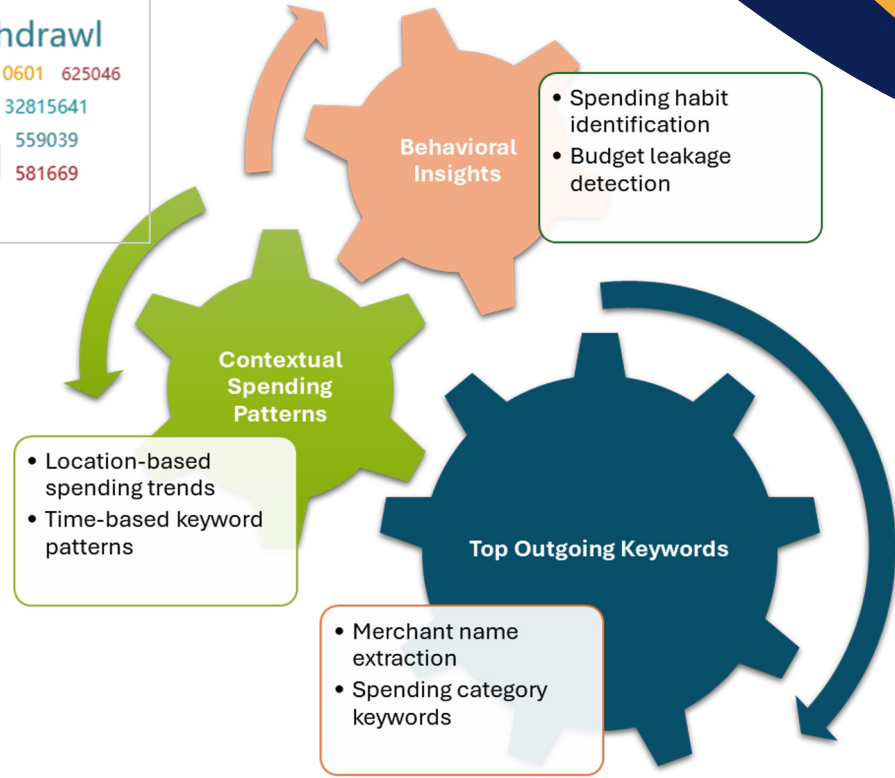 hdrawl
0601 625046
32815641
559039
581669
Behavioral
Insights
• Spending habit
identification
• Budget leakage
detection
Contextual
Spending
Patterns
• Location-based
spending trends
• Time-based keyword
patterns
Top Outgoing Keywords
• Merchant name
extraction
• Spending category
keywords